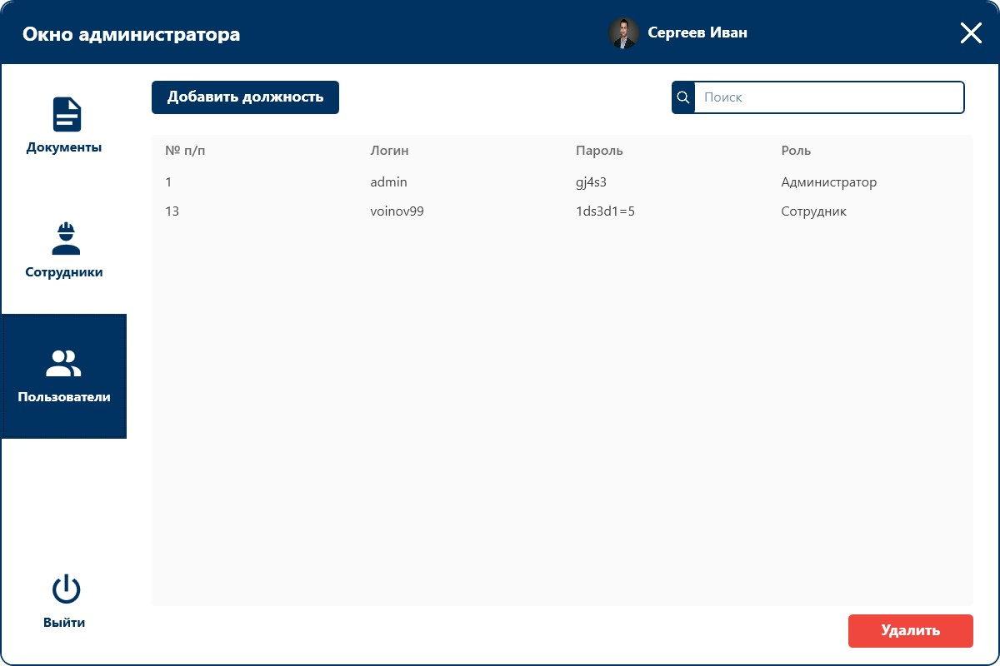 Окно администратора
Сергеев Иван
Добавить должность
Поиск
Документы
Сотрудники
Пользователи
Выйти
№ п/п Логин Пароль Роль
1 admin gj4s3 Администратор
13 voinov99 1ds3d1=5 Сотрудник
Удалить